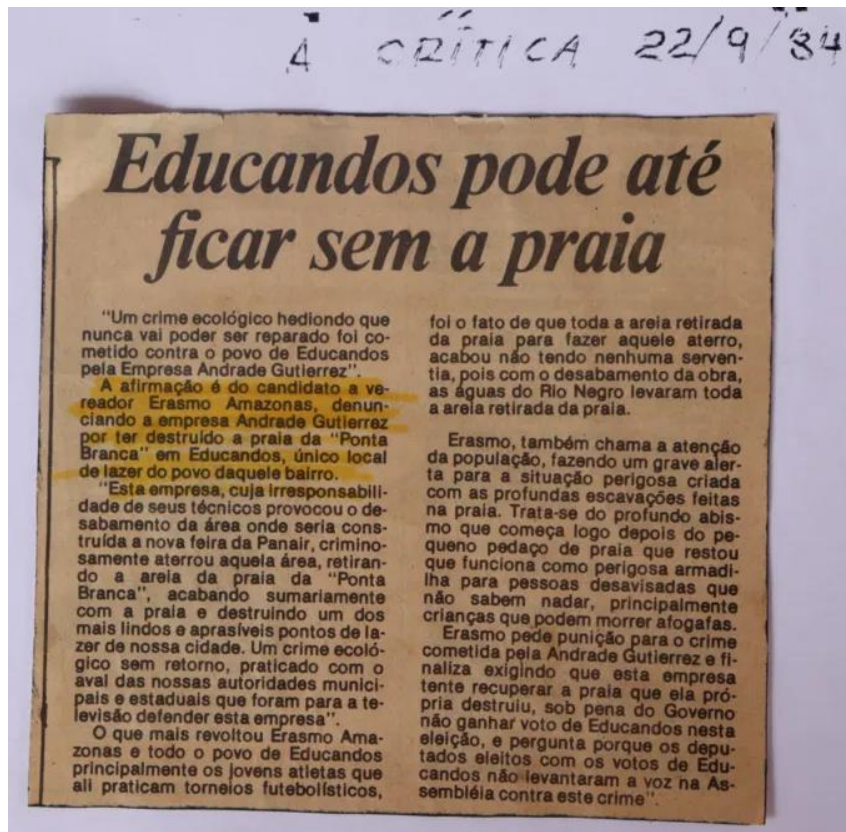 A CRÍTICA 22/9/84
Educandos pode até
ficar sem a praia
"Um crime ecológico hediondo que
nunca vai poder ser reparado foi co-
metido contra o povo de Educandos
pela Empresa Andrade Gutierrez".
A afirmação é do candidato a ve-
reador Erasmo Amazonas, denun-
ciando a empresa Andrade Gutierrez
por ter destruído a praia da "Ponta
Branca" em Educandos, único local
de lazer do povo daquele bairro.
"Esta empresa, cuja irresponsabili-
dade de seus técnicos provocou o de-
sabamento da área onde seria cons-
truída a nova feira da Panair, crimino-
samente aterrou aquela área, retiran-
do a areia da praia da "Ponta
Branca", acabando sumariamente
com a praia e destruindo um dos
mais lindos e aprasíveis pontos de la-
zer de nossa cidade. Um crime ecoló-
gico sem retorno, praticado com o
aval das nossas autoridades munici-
pais e estaduais que foram para a te-
levisão defender esta empresa".
O que mais revoltou Erasmo Ama-
zonas e todo o povo de Educandos
principalmente os jovens atletas que
ali praticam torneios futebolísticos,
foi o fato de que toda a areia retirada
da praia para fazer aquele aterro,
acabou não tendo nenhuma serven-
tia, pois com o desabamento da obra,
as águas do Rio Negro levaram toda
a areia retirada da praia.
Erasmo, também chama a atenção
da população, fazendo um grave aler-
ta para a situação perigosa criada
com as profundas escavações feitas
na praia. Trata-se do profundo abis-
mo que começa logo depois do pe-
queno pedaço de praia que restou
que funciona como perigosa armadi-
lha para pessoas desavisadas que
não sabem nadar, principalmente
crianças que podem morrer afogafas.
Erasmo pede punição para o crime
cometida pela Andrade Gutierrez e fi-
naliza exigindo que esta empresa
tente recuperar a praia que ela pró-
pria destruiu, sob pena do Governo
não ganhar voto de Educandos nesta
eleição, e pergunta porque os depu-
tados eleitos com os votos de Edu-
candos não levantaram a voz na As-
sembléia contra este crime".